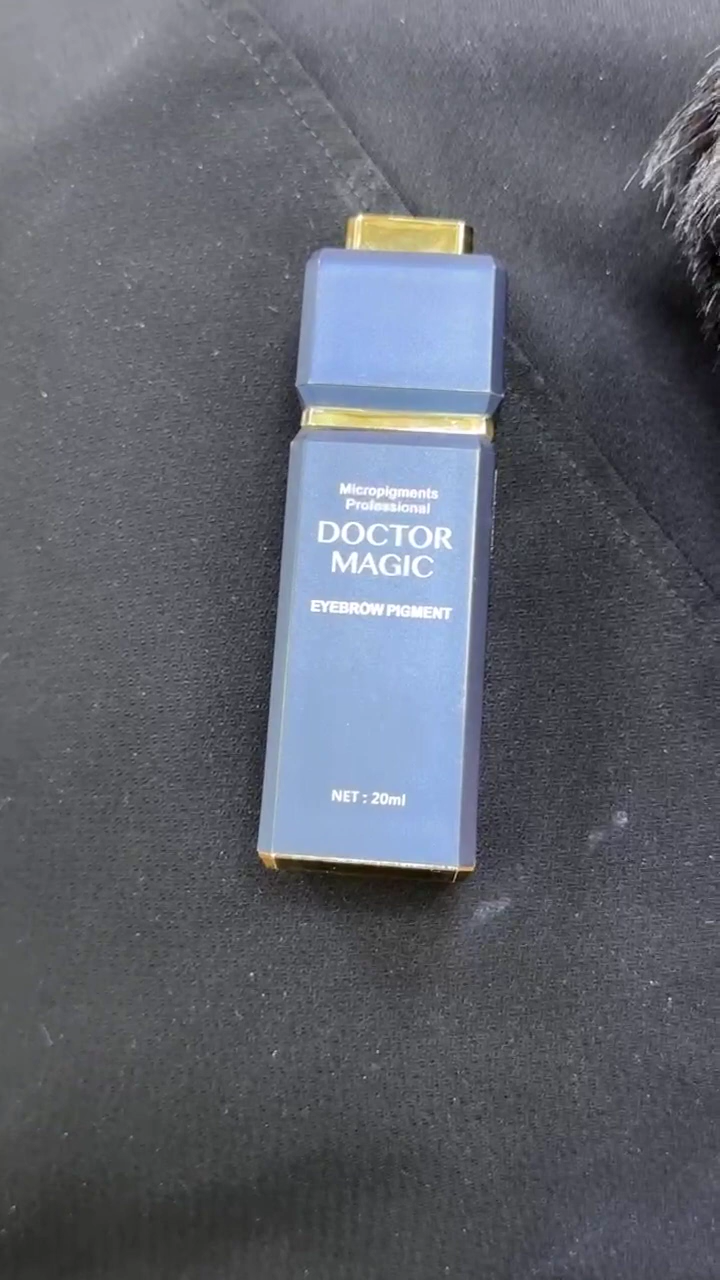 Micropigments
Professional
DOCTOR
MAGIC
EYEBROW PIGMENT
NET : 20ml